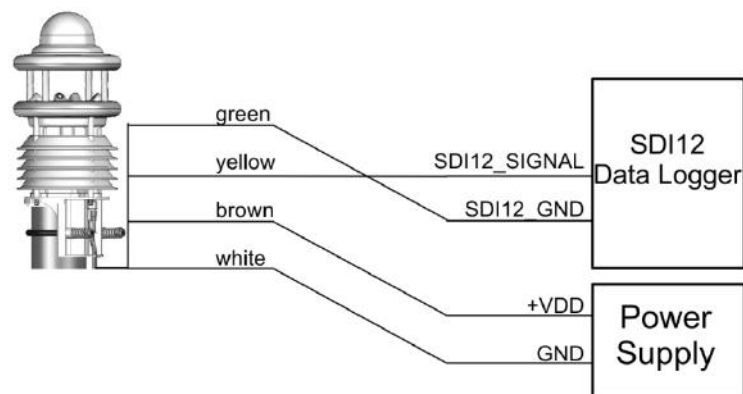 green
yellow
brown
white
SDI12_SIGNAL
SDI12_GND
+VDD
GND
SDI12
Data Logger
Power
Supply